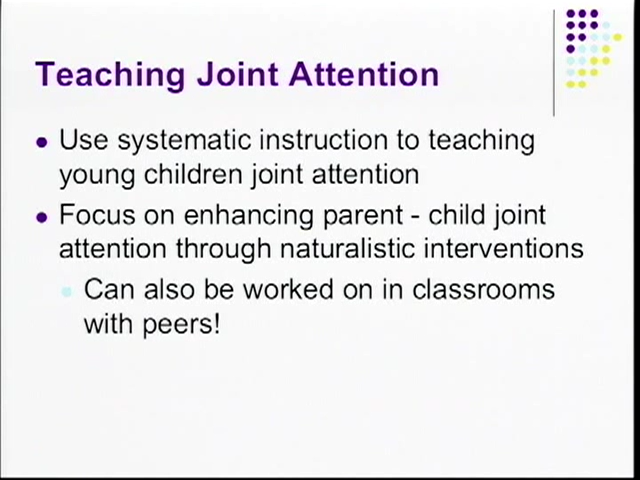 Teaching Joint Attention
Use systematic instruction to teaching
young children joint attention
Focus on enhancing parent - child joint
attention through naturalistic interventions
Can also be worked on in classrooms
with peers!